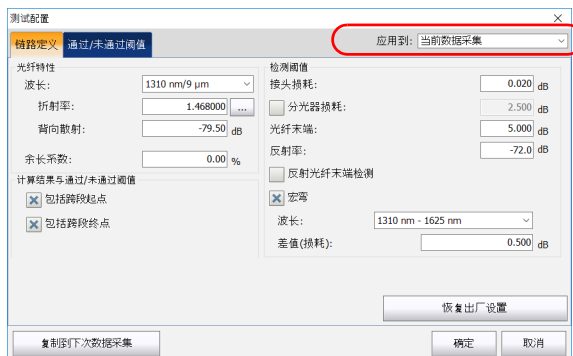 测试配置
链路定义 通过/未通过阈值 应用到: 当前数据采集
光纤特性
波长: 1310 nm/9 µm
折射率: 1.468000 ...
背向散射: -79.50 dB
余长系数: 0.00 %
计算结果与通过/未通过阈值
包括跨段起点
包括跨段终点
检测阈值
接头损耗: 0.020 dB
分光器损耗: 2.500 dB
光纤末端: 5.000 dB
反射率: -72.0 dB
反射光纤末端检测
宏弯
波长: 1310 nm - 1625 nm
差值(损耗): 0.500 dB
恢复出厂设置
复制到下次数据采集 确定 取消